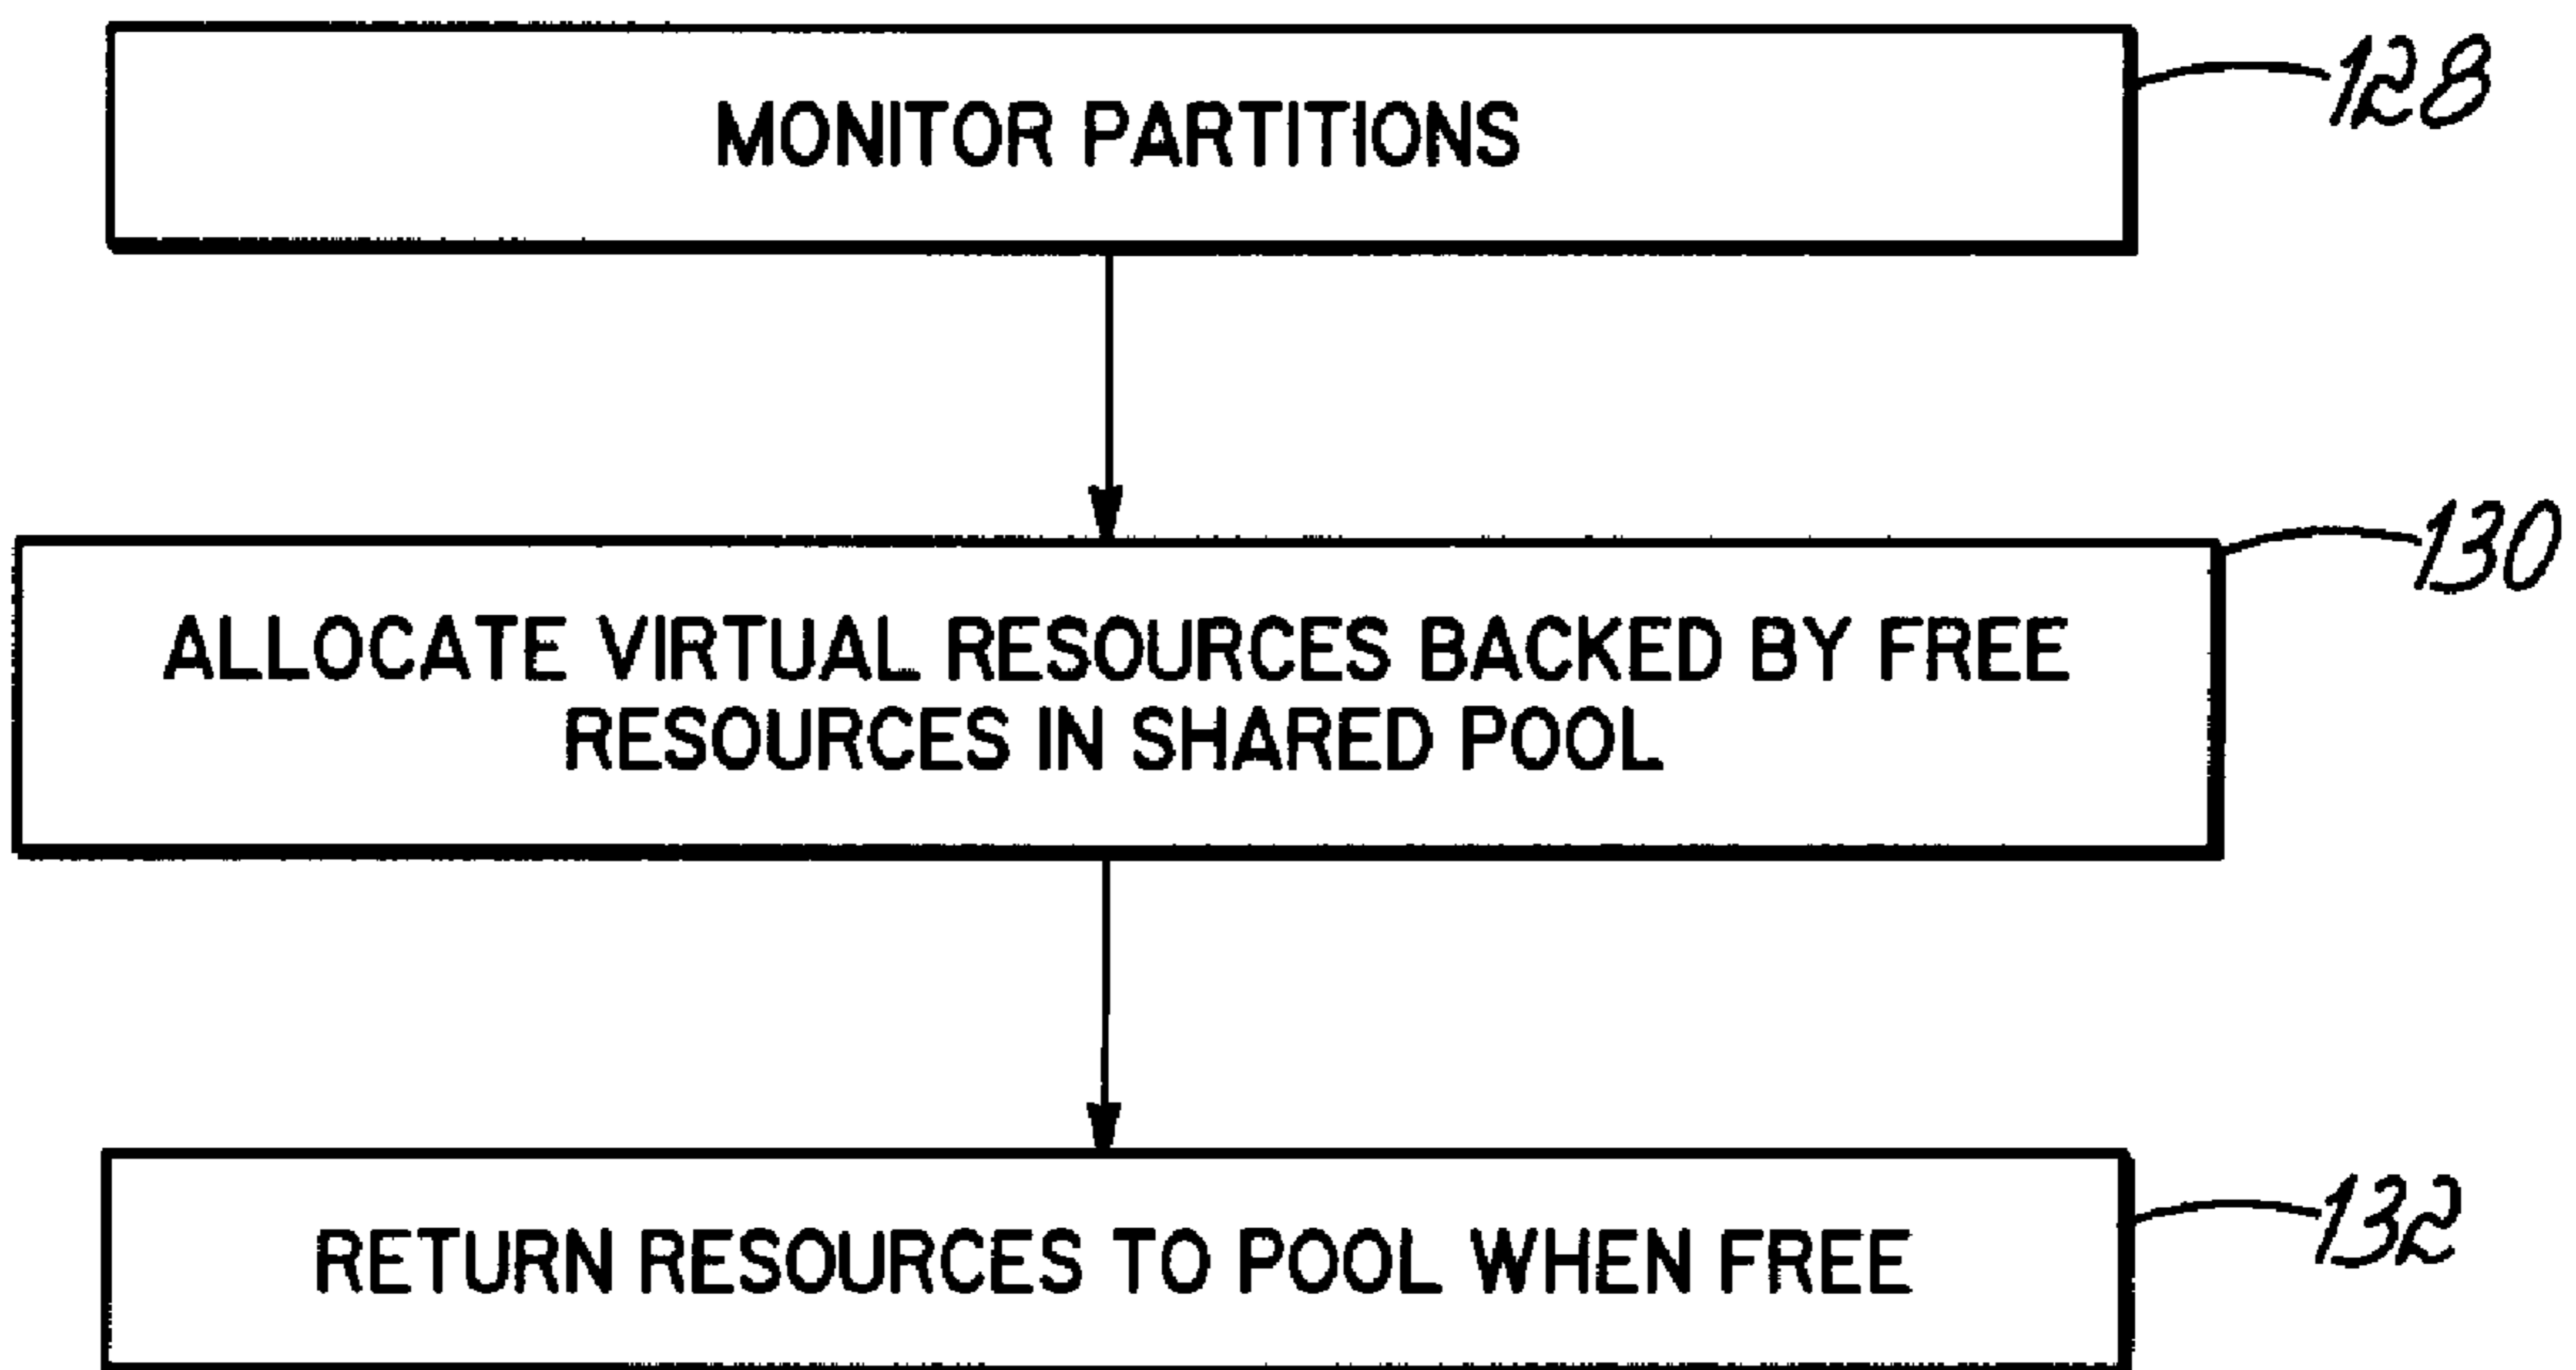 MONITOR PARTITIONS
128
ALLOCATE VIRTUAL RESOURCES BACKED BY FREE
RESOURCES IN SHARED POOL
130
RETURN RESOURCES TO POOL WHEN FREE
132